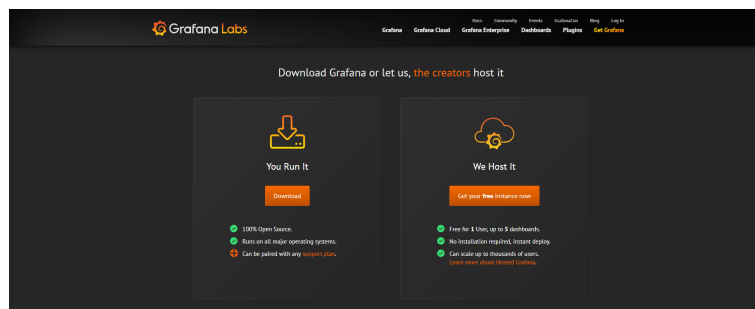 Grafana Labs
Docs Community Events GrafanaCon Blog Log In
Grafana Grafana Cloud Grafana Enterprise Dashboards Plugins Get Grafana
Download Grafana or let us, the creators host it
You Run It
Download
100% Open Source.
Runs on all major operating systems.
Can be paired with any support plan.
We Host It
Get your free instance now
Free for 1 User, up to 5 dashboards.
No installation required, instant deploy.
Can scale up to thousands of users.
Learn more about Hosted Grafana.